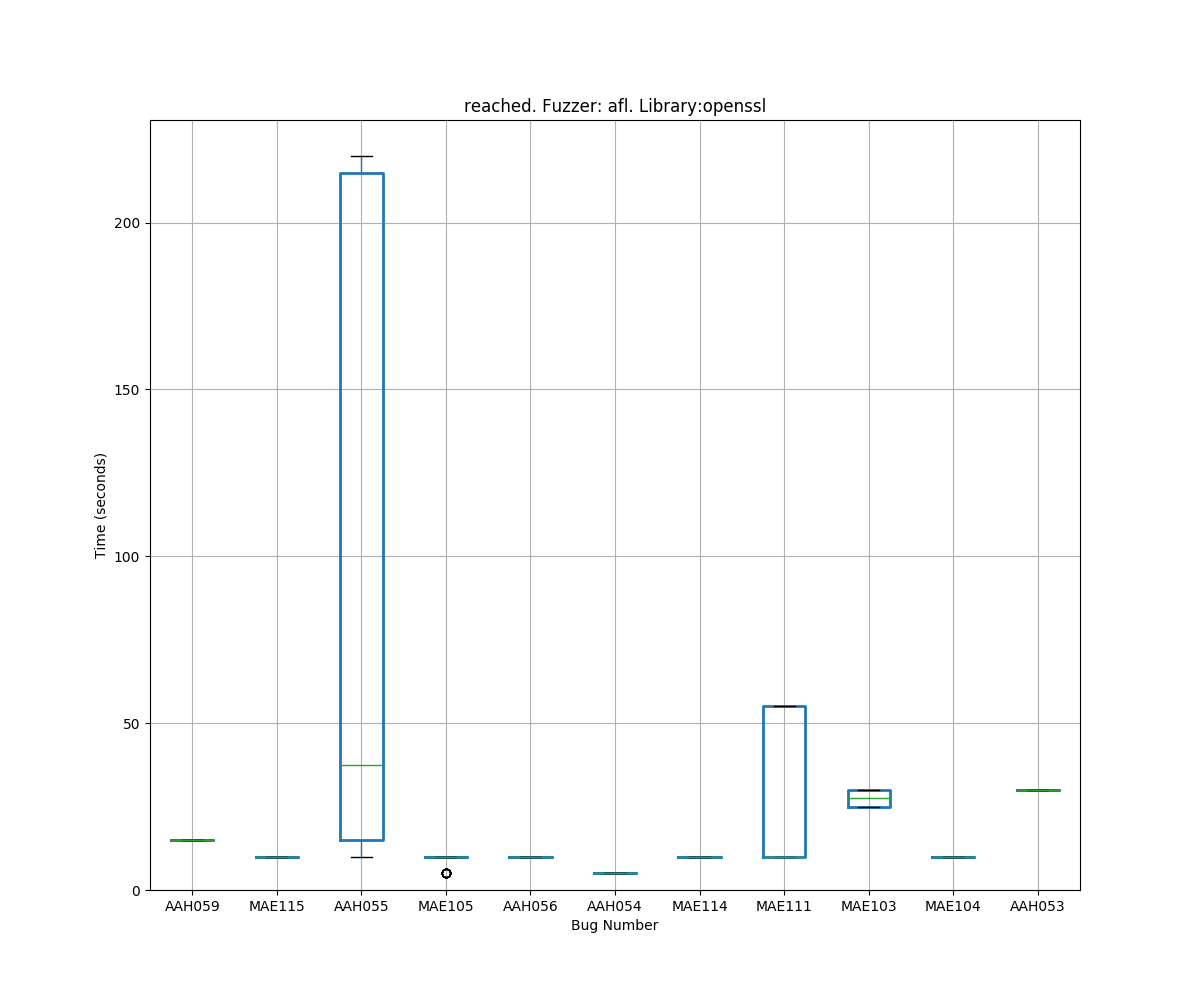 reached. Fuzzer: afl. Library:openssl
Time (seconds)
200
150
100
50
0
AAH059 MAE115 AAH055 MAE105 AAH056 AAH054 MAE114 MAE111 MAE103 MAE104 AAH053
Bug Number